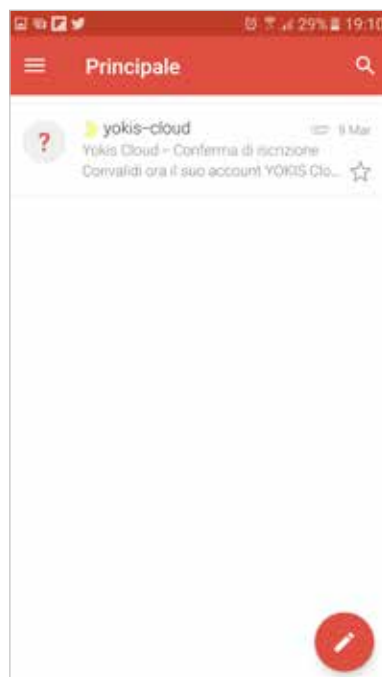 29% 19:10
Principale
?
yokis-cloud 9 Mar
Yokis Cloud - Conferma di iscrizione
Convalidi ora il suo account YOKIS Clo...